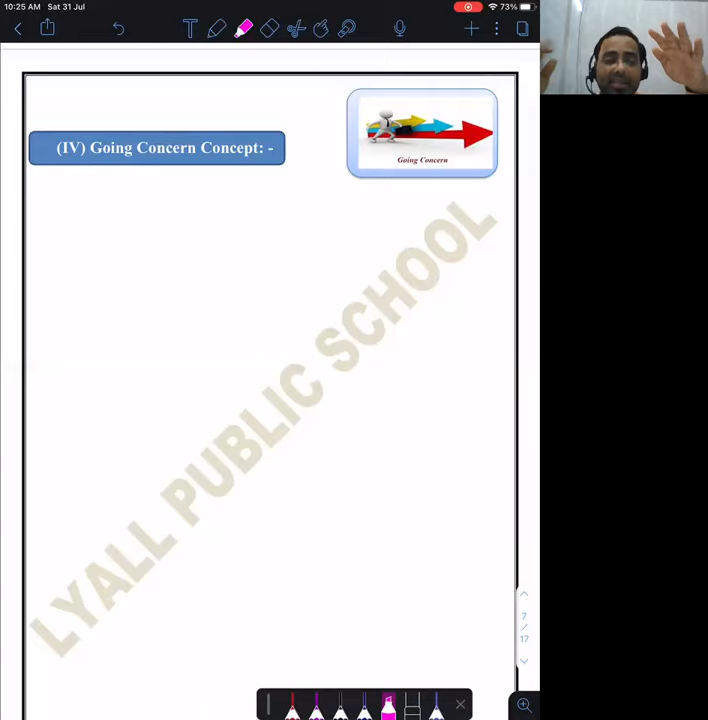 10:25 AM Sat 31 Jul
73%
(IV) Going Concern Concept: -
Going Concern
LYALL PUBLIC SCHOOL
7
/
17